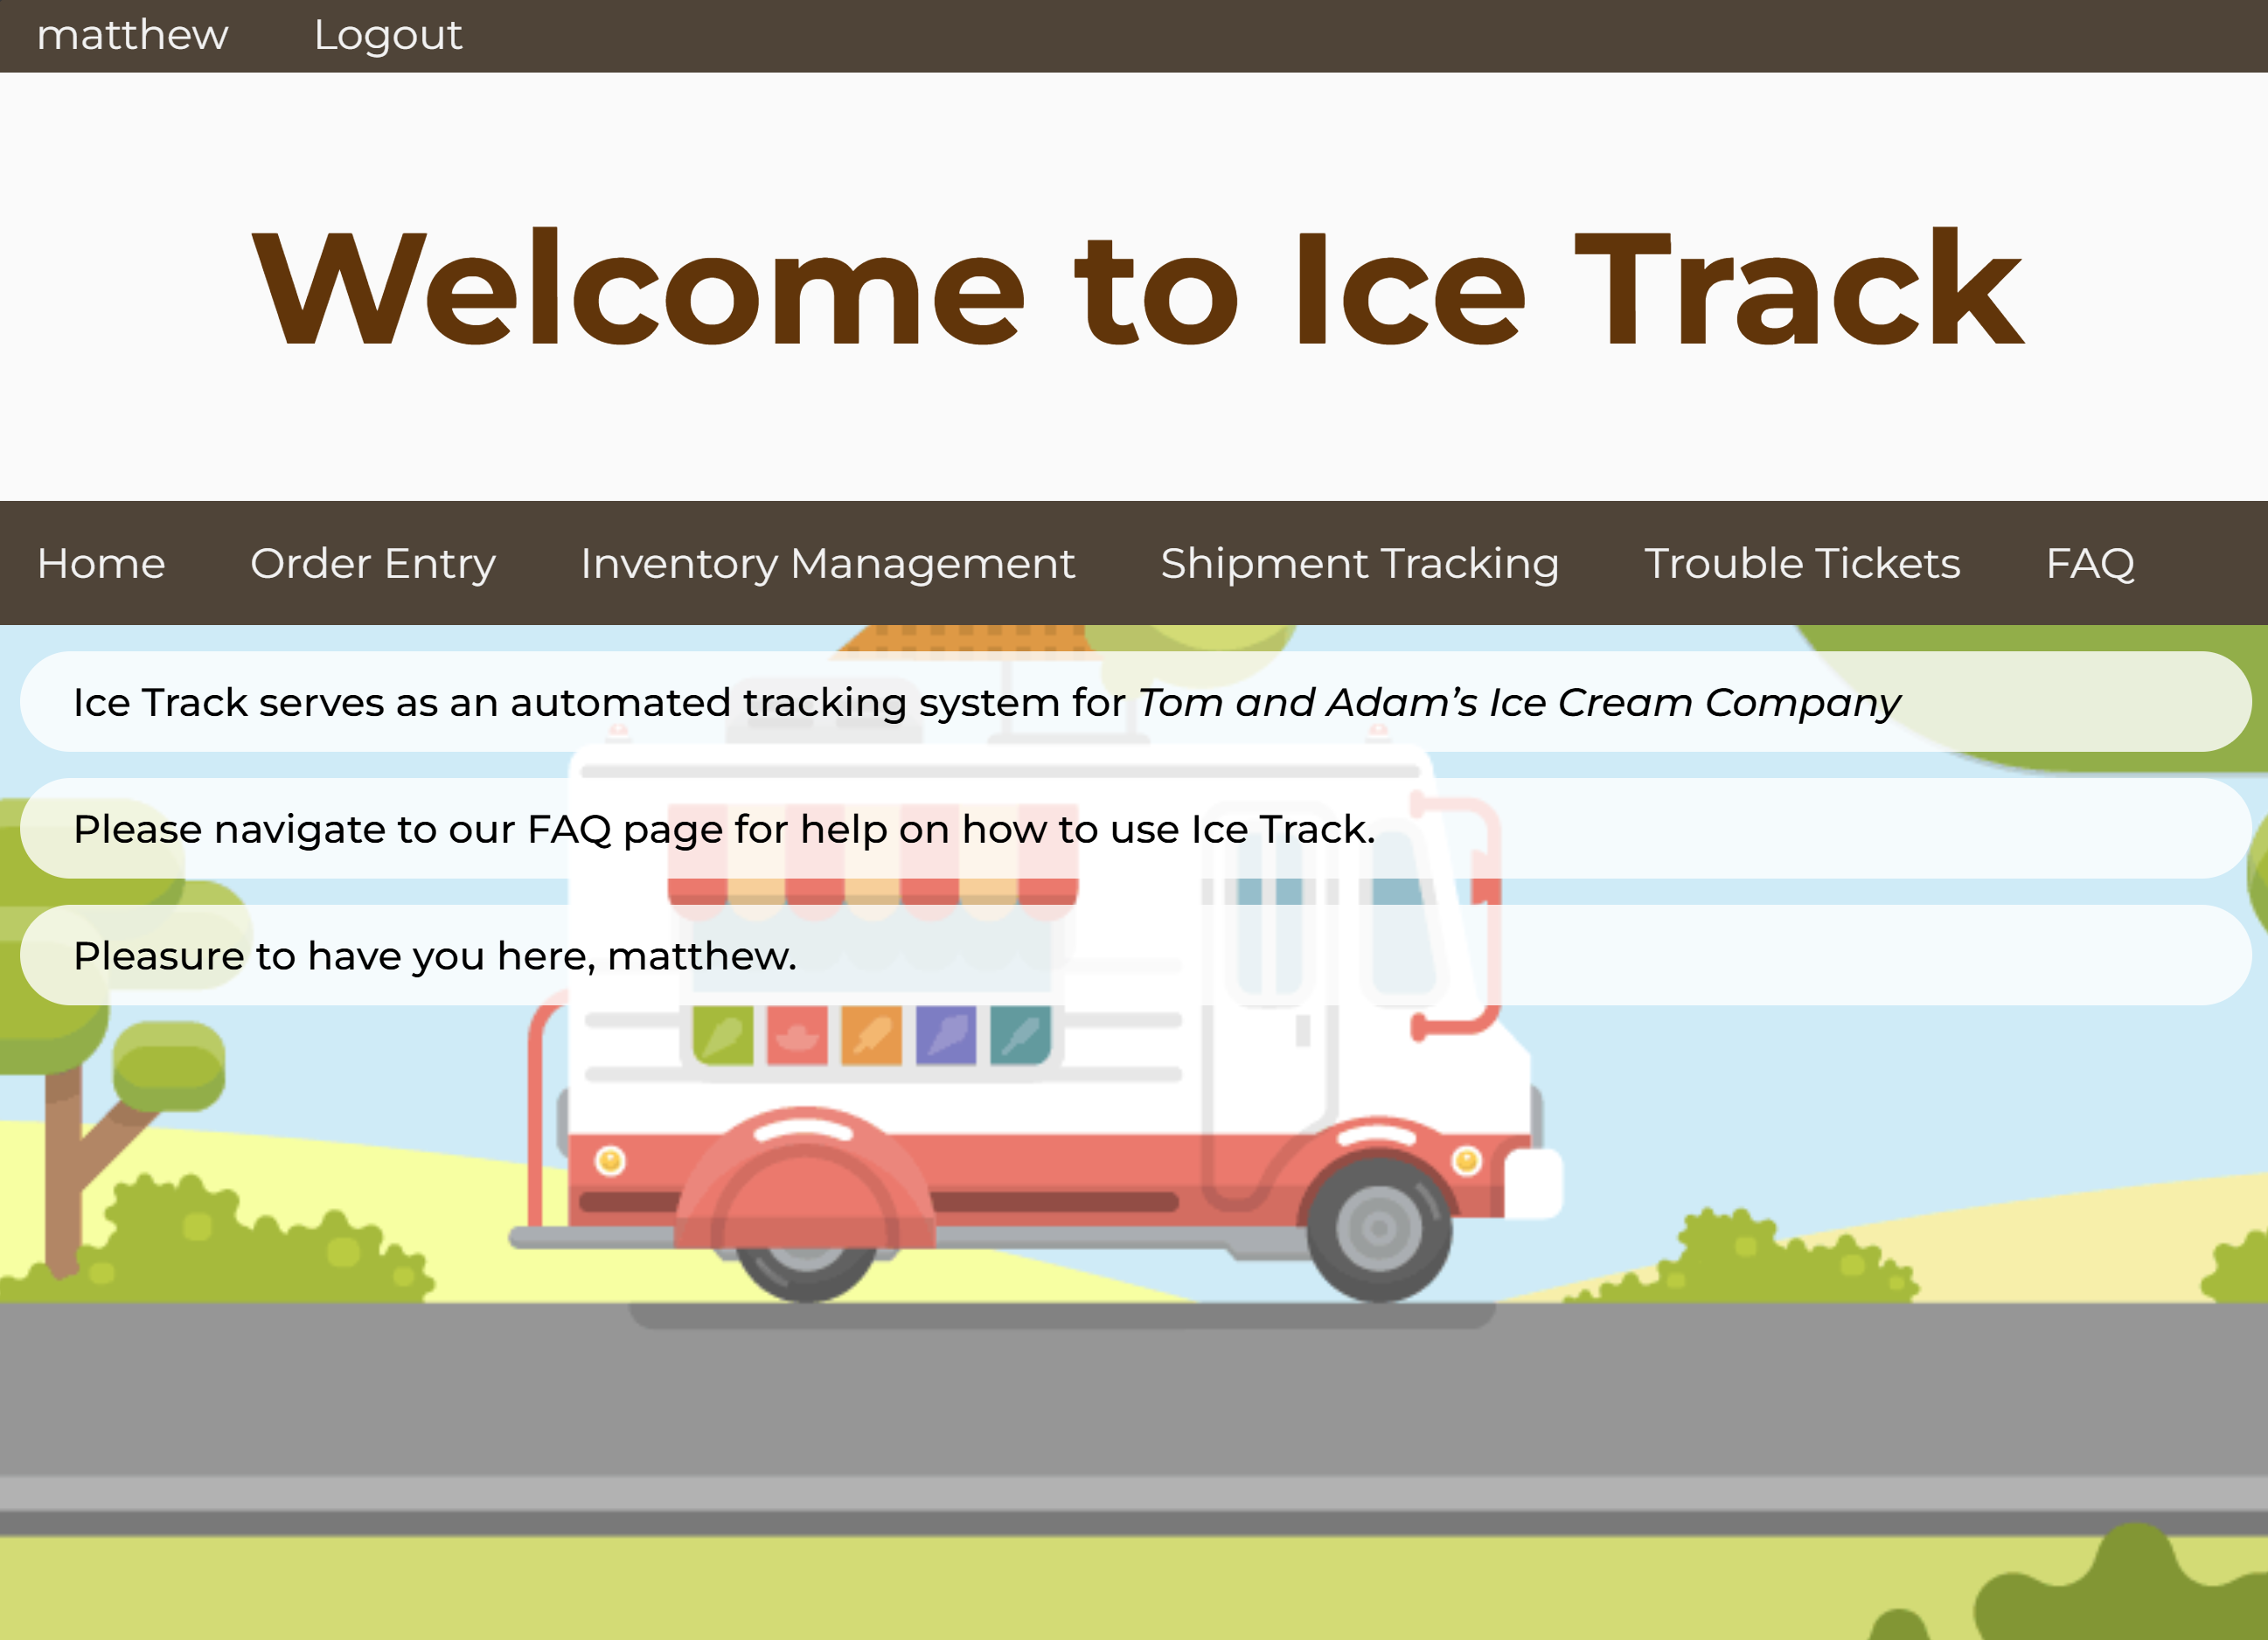 matthew Logout
Welcome to Ice Track
Home Order Entry Inventory Management Shipment Tracking Trouble Tickets FAQ
Ice Track serves as an automated tracking system for Tom and Adam’s Ice Cream Company
Please navigate to our FAQ page for help on how to use Ice Track.
Pleasure to have you here, matthew.